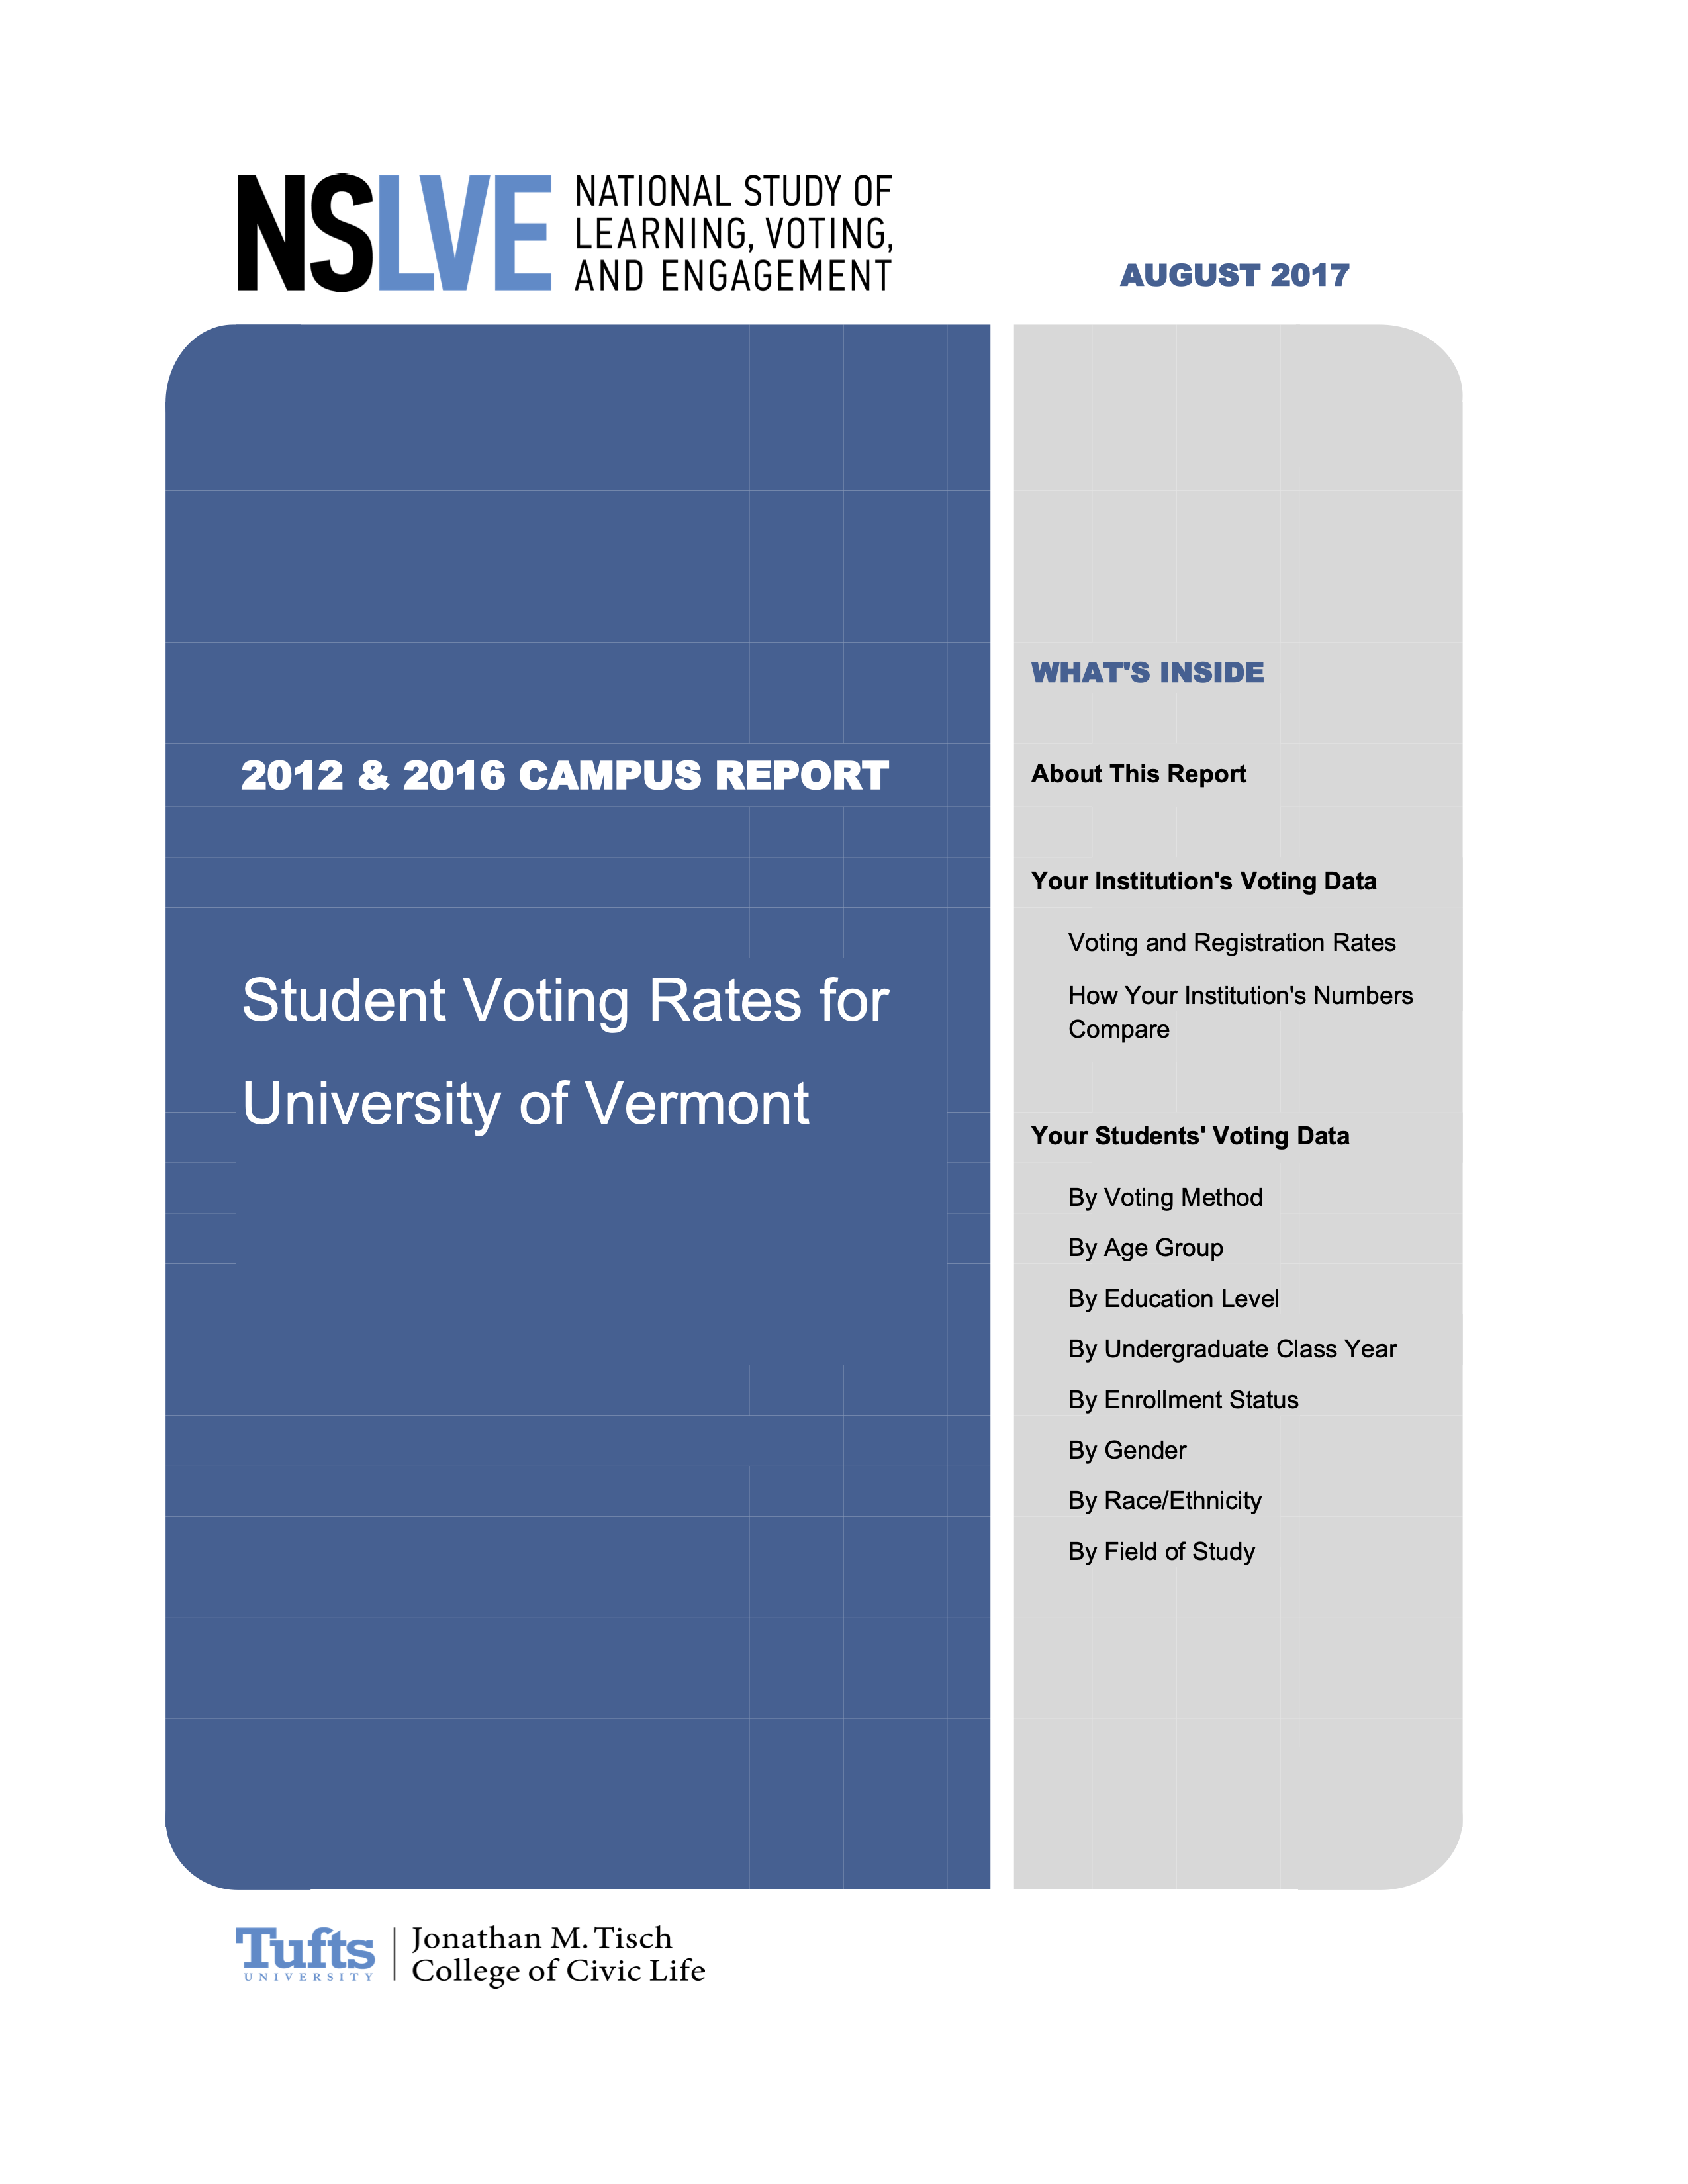 NSLVE
NATIONAL STUDY OF
LEARNING, VOTING,
AND ENGAGEMENT
AUGUST 2017
2012 & 2016 CAMPUS REPORT
Student Voting Rates for
University of Vermont
WHAT'S INSIDE
About This Report
Your Institution's Voting Data
Voting and Registration Rates
How Your Institution's Numbers
Compare
Your Students' Voting Data
By Voting Method
By Age Group
By Education Level
By Undergraduate Class Year
By Enrollment Status
By Gender
By Race/Ethnicity
By Field of Study
Tufts
UNIVERSITY
Jonathan M. Tisch
College of Civic Life